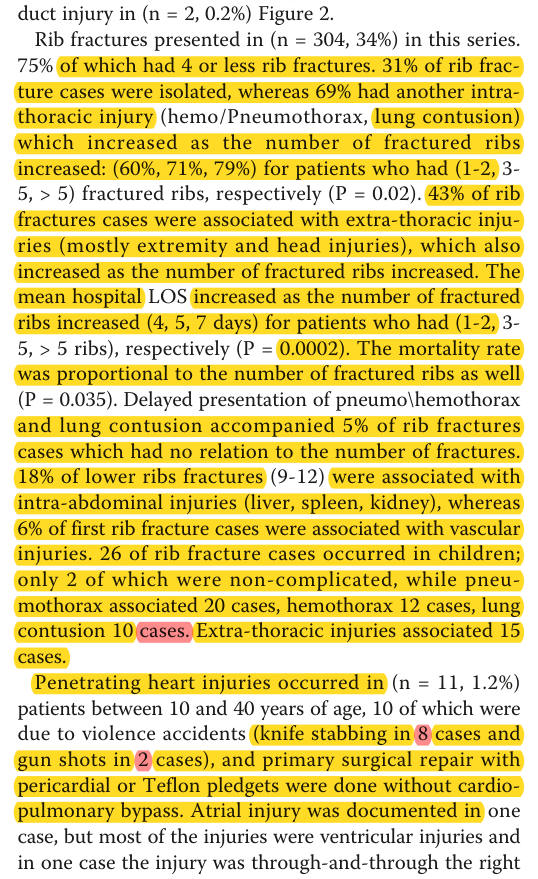 duct injury in (n = 2, 0.2%) Figure 2.
Rib fractures presented in (n = 304, 34%) in this series.
75% of which had 4 or less rib fractures. 31% of rib frac-
ture cases were isolated, whereas 69% had another intra-
thoracic injury (hemo/Pneumothorax, lung contusion)
which increased as the number of fractured ribs
increased: (60%, 71%, 79%) for patients who had (1-2, 3-
5, > 5) fractured ribs, respectively (P = 0.02). 43% of rib
fractures cases were associated with extra-thoracic inju-
ries (mostly extremity and head injuries), which also
increased as the number of fractured ribs increased. The
mean hospital LOS increased as the number of fractured
ribs increased (4, 5, 7 days) for patients who had (1-2, 3-
5, > 5 ribs), respectively (P = 0.0002). The mortality rate
was proportional to the number of fractured ribs as well
(P = 0.035). Delayed presentation of pneumo\hemothorax
and lung contusion accompanied 5% of rib fractures
cases which had no relation to the number of fractures.
18% of lower ribs fractures (9-12) were associated with
intra-abdominal injuries (liver, spleen, kidney), whereas
6% of first rib fracture cases were associated with vascular
injuries. 26 of rib fracture cases occurred in children;
only 2 of which were non-complicated, while pneu-
mothorax associated 20 cases, hemothorax 12 cases, lung
contusion 10 cases. Extra-thoracic injuries associated 15
cases.
Penetrating heart injuries occurred in (n = 11, 1.2%)
patients between 10 and 40 years of age, 10 of which were
due to violence accidents (knife stabbing in 8 cases and
gun shots in 2 cases), and primary surgical repair with
pericardial or Teflon pledgets were done without cardio-
pulmonary bypass. Atrial injury was documented in one
case, but most of the injuries were ventricular injuries and
in one case the injury was through-and-through the right